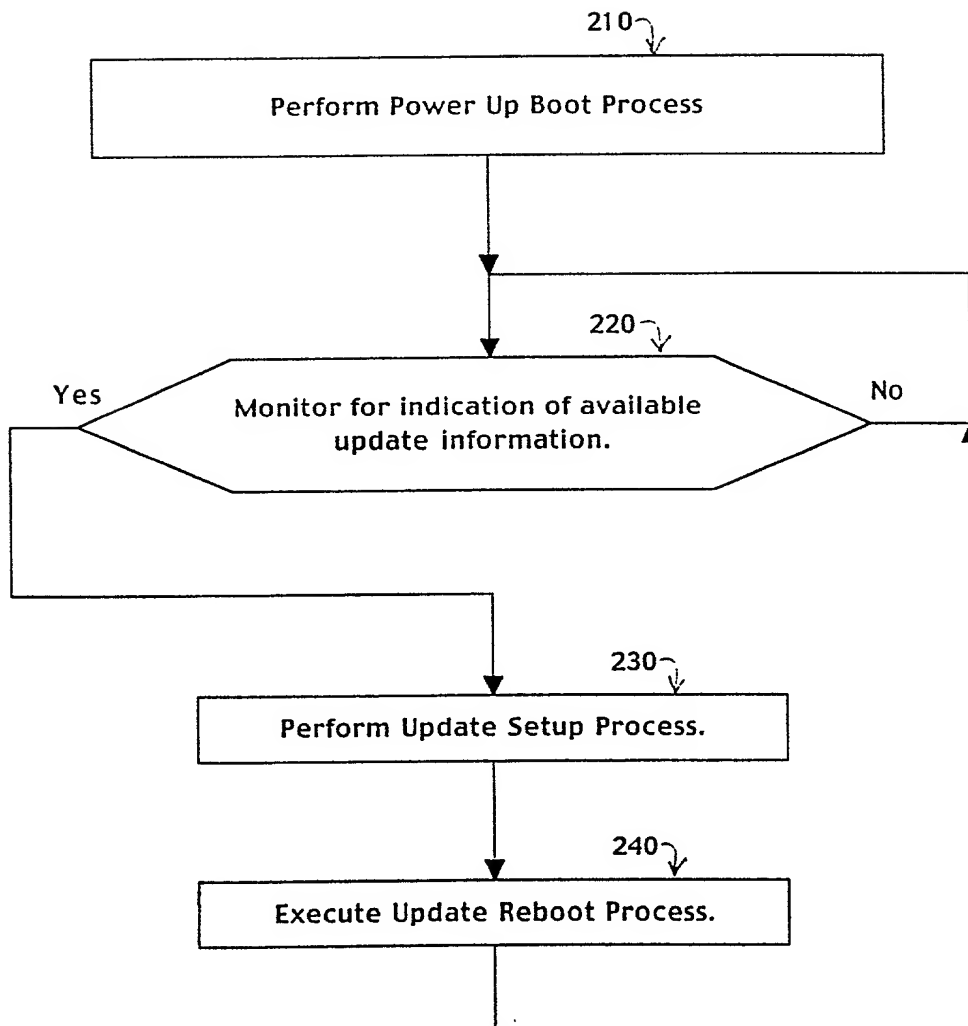 210
Perform Power Up Boot Process
220
Yes
No
Monitor for indication of available
update information.
230
Perform Update Setup Process.
240
Execute Update Reboot Process.